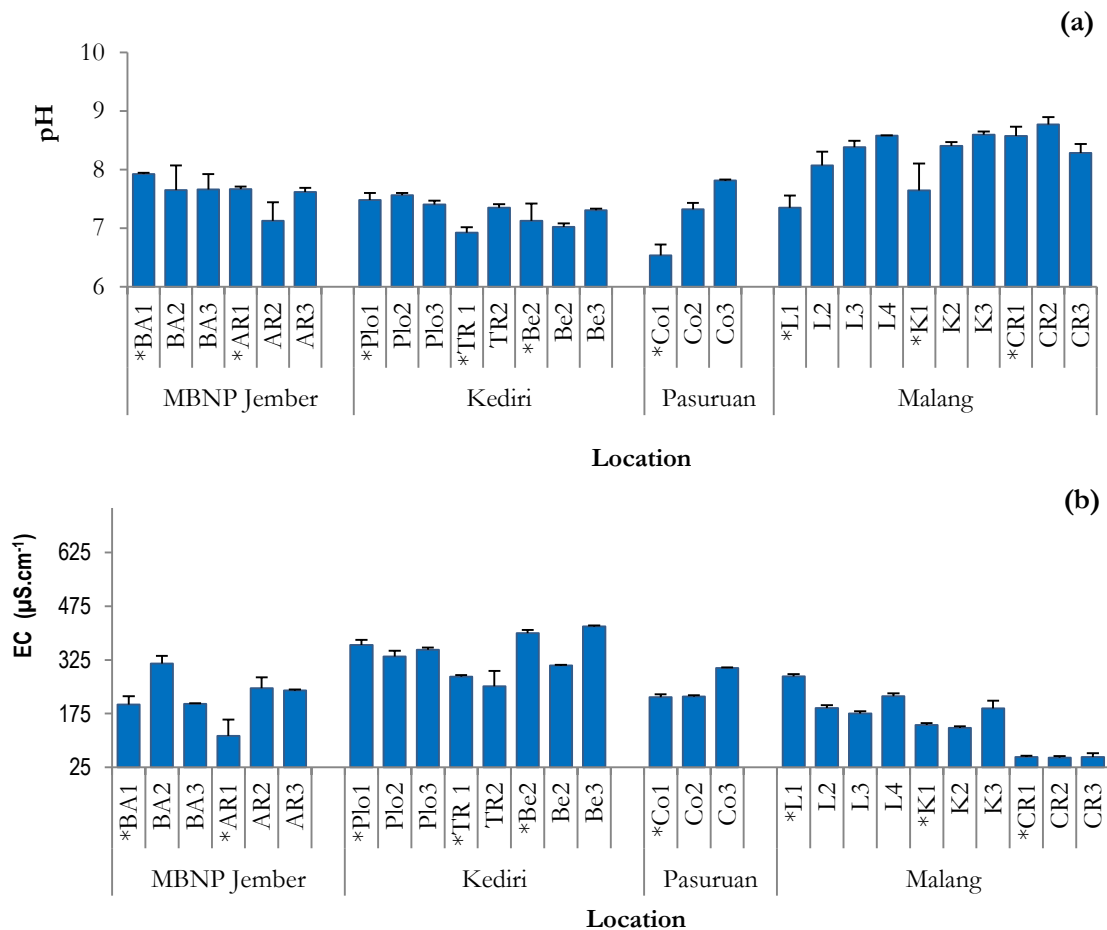 (a)
pH
10
9
8
7
6
*BA1 BA2 BA3 *AR1 AR2 AR3 *Plo1 Plo2 Plo3 *TR 1 TR2 *Be2 Be2 Be3 *Co1 Co2 Co3 *L1 L2 L3 L4 *K1 K2 K3 *CR1 CR2 CR3
MBNP Jember Kediri Pasuruan Malang
Location
(b)
EC (µS.cm-1)
625
475
325
175
25
*BA1 BA2 BA3 *AR1 AR2 AR3 *Plo1 Plo2 Plo3 *TR 1 TR2 *Be2 Be2 Be3 *Co1 Co2 Co3 *L1 L2 L3 L4 *K1 K2 K3 *CR1 CR2 CR3
MBNP Jember Kediri Pasuruan Malang
Location